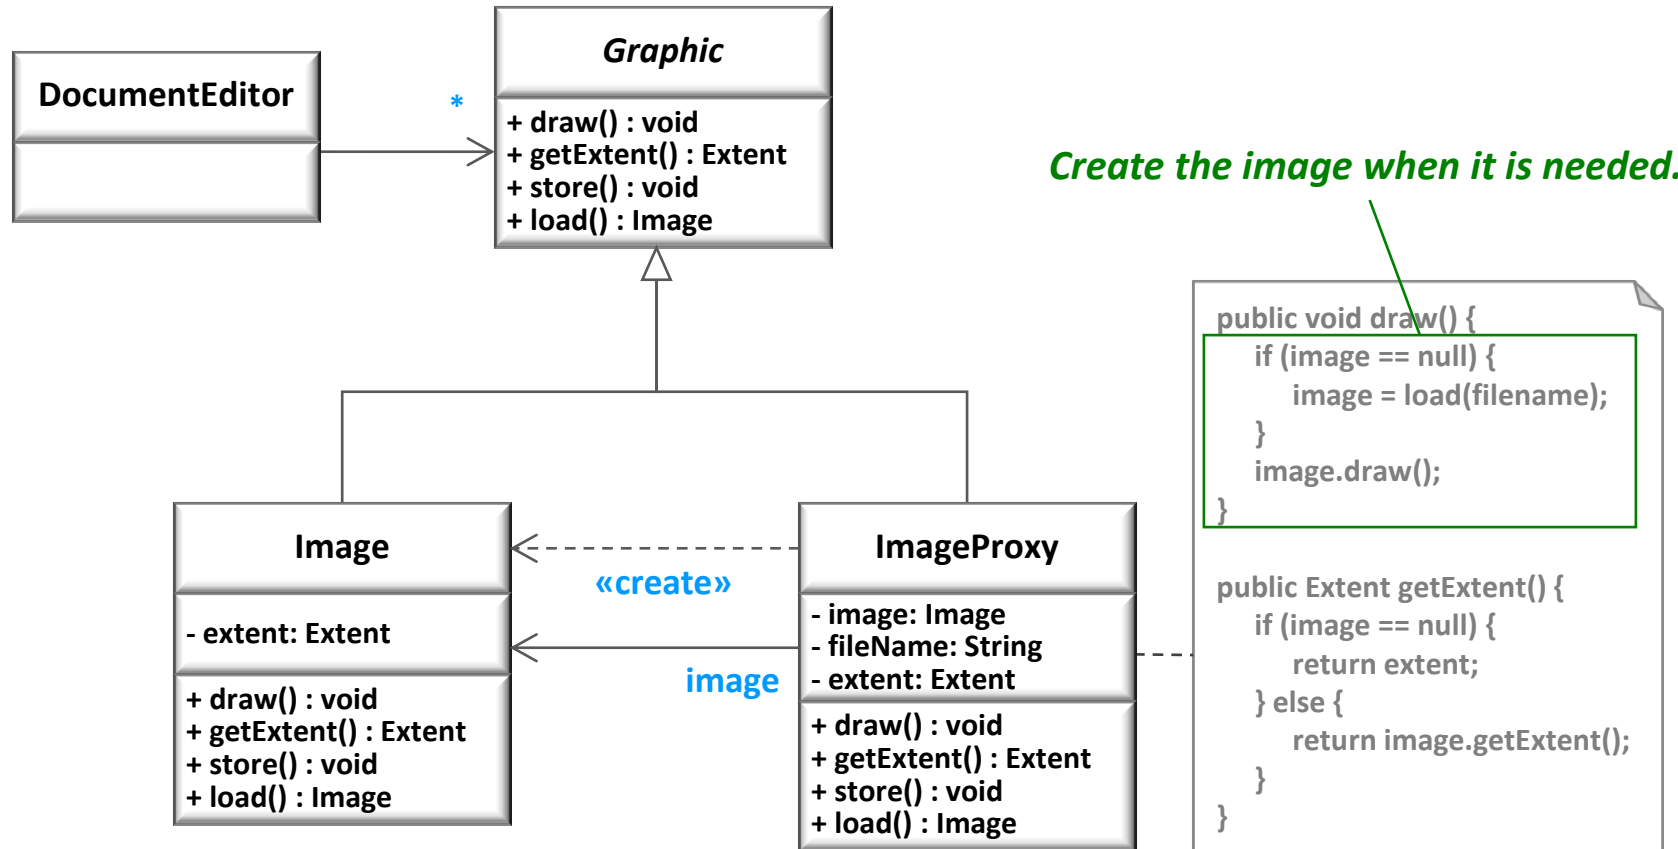 DocumentEditor
*
Graphic
+ draw() : void
+ getExtent() : Extent
+ store() : void
+ load() : Image
Create the image when it is needed.
Image
- extent: Extent
+ draw() : void
+ getExtent() : Extent
+ store() : void
+ load() : Image
«create»
image
ImageProxy
- image: Image
- fileName: String
- extent: Extent
+ draw() : void
+ getExtent() : Extent
+ store() : void
+ load() : Image
public void draw() {
if (image == null) {
image = load(filename);
}
image.draw();
}
public Extent getExtent() {
if (image == null) {
return extent;
} else {
return image.getExtent();
}
}